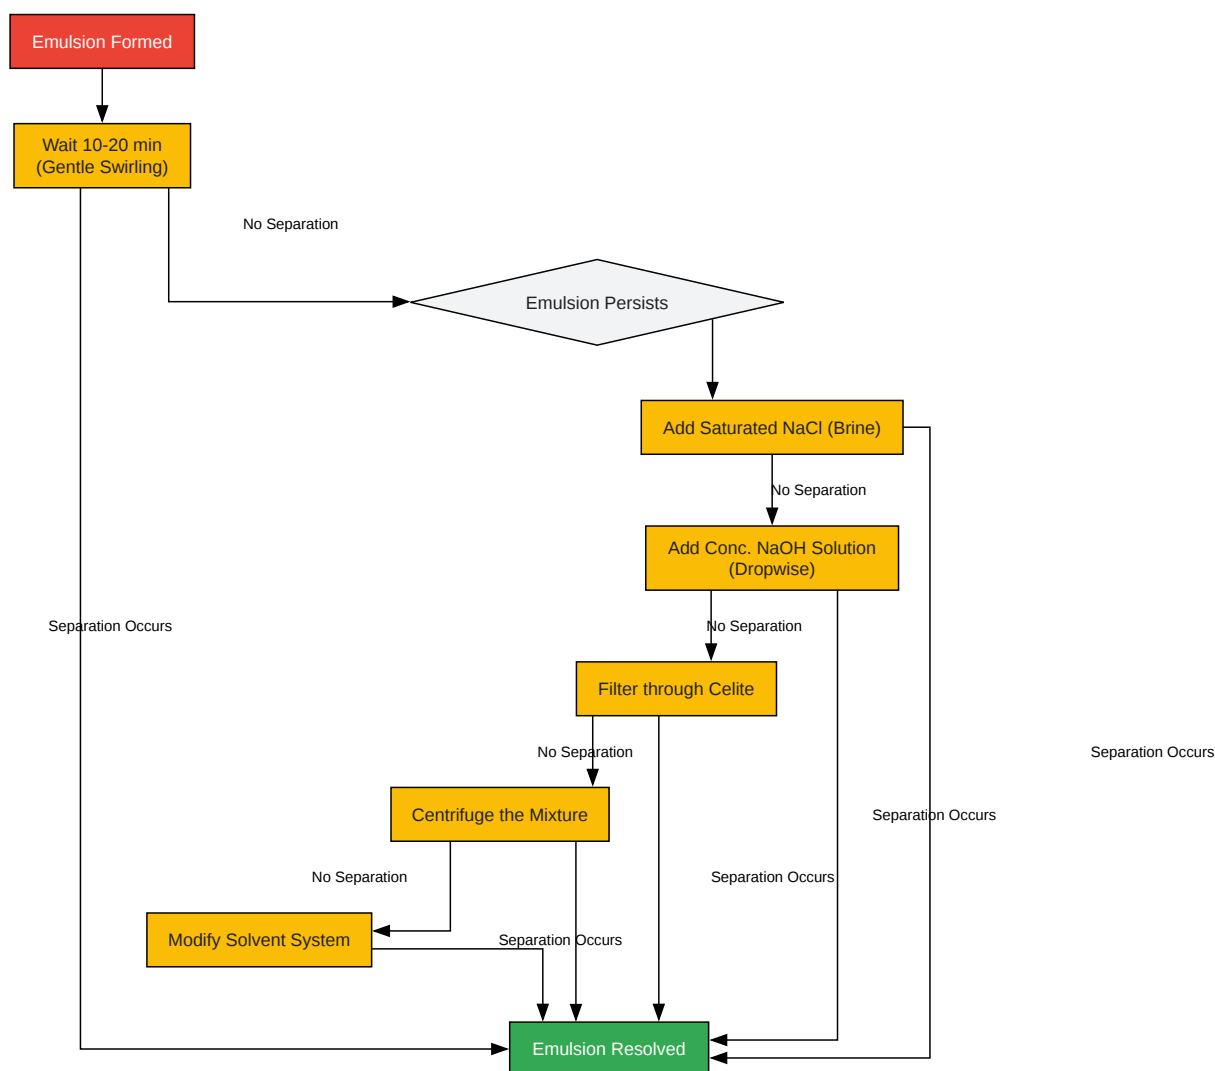 Emulsion Formed
Wait 10-20 min
(Gentle Swirling)
No Separation
Emulsion Persists
Add Saturated NaCl (Brine)
No Separation
Add Conc. NaOH Solution
(Dropwise)
Separation Occurs
No Separation
Filter through Celite
No Separation
Separation Occurs
Centrifuge the Mixture
Separation Occurs
No Separation
Separation Occurs
Modify Solvent System
Separation Occurs
Emulsion Resolved